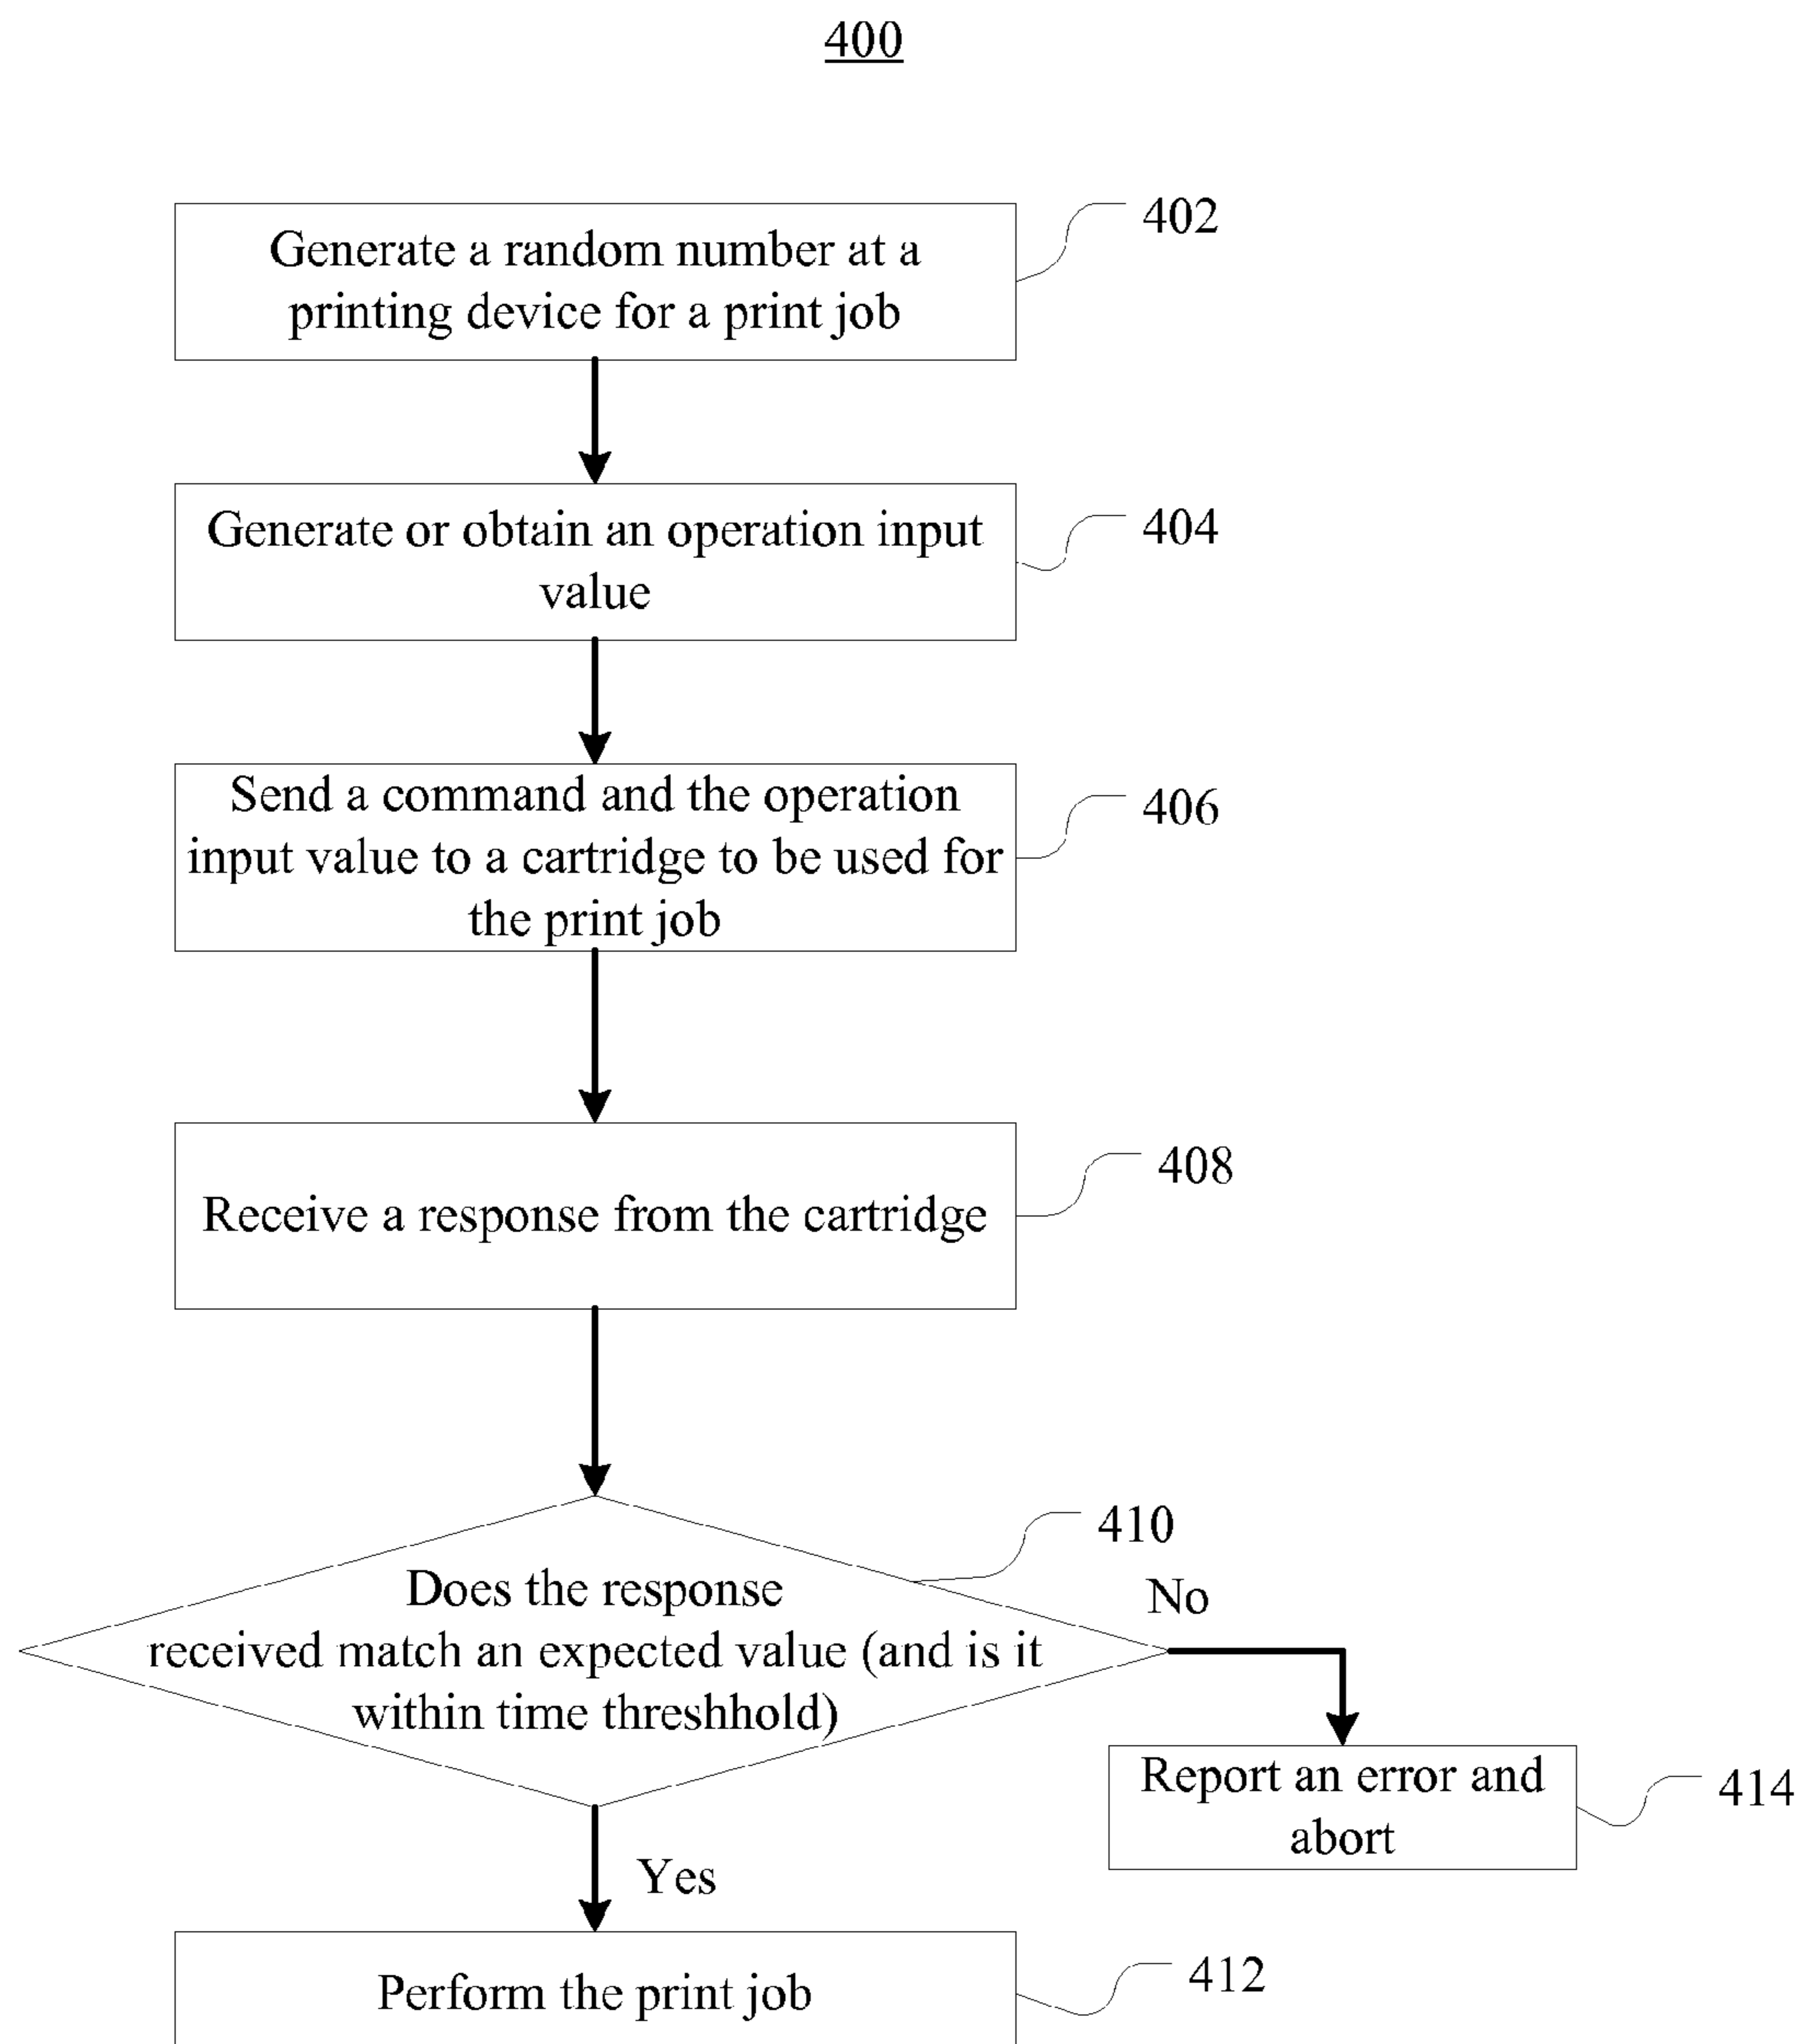 400
Generate a random number at a
printing device for a print job
402
Generate or obtain an operation input
value
404
Send a command and the operation
input value to a cartridge to be used for
the print job
406
Receive a response from the cartridge
408
Does the response
received match an expected value (and is it
within time threshhold)
410
No
Report an error and
abort
414
Yes
Perform the print job
412